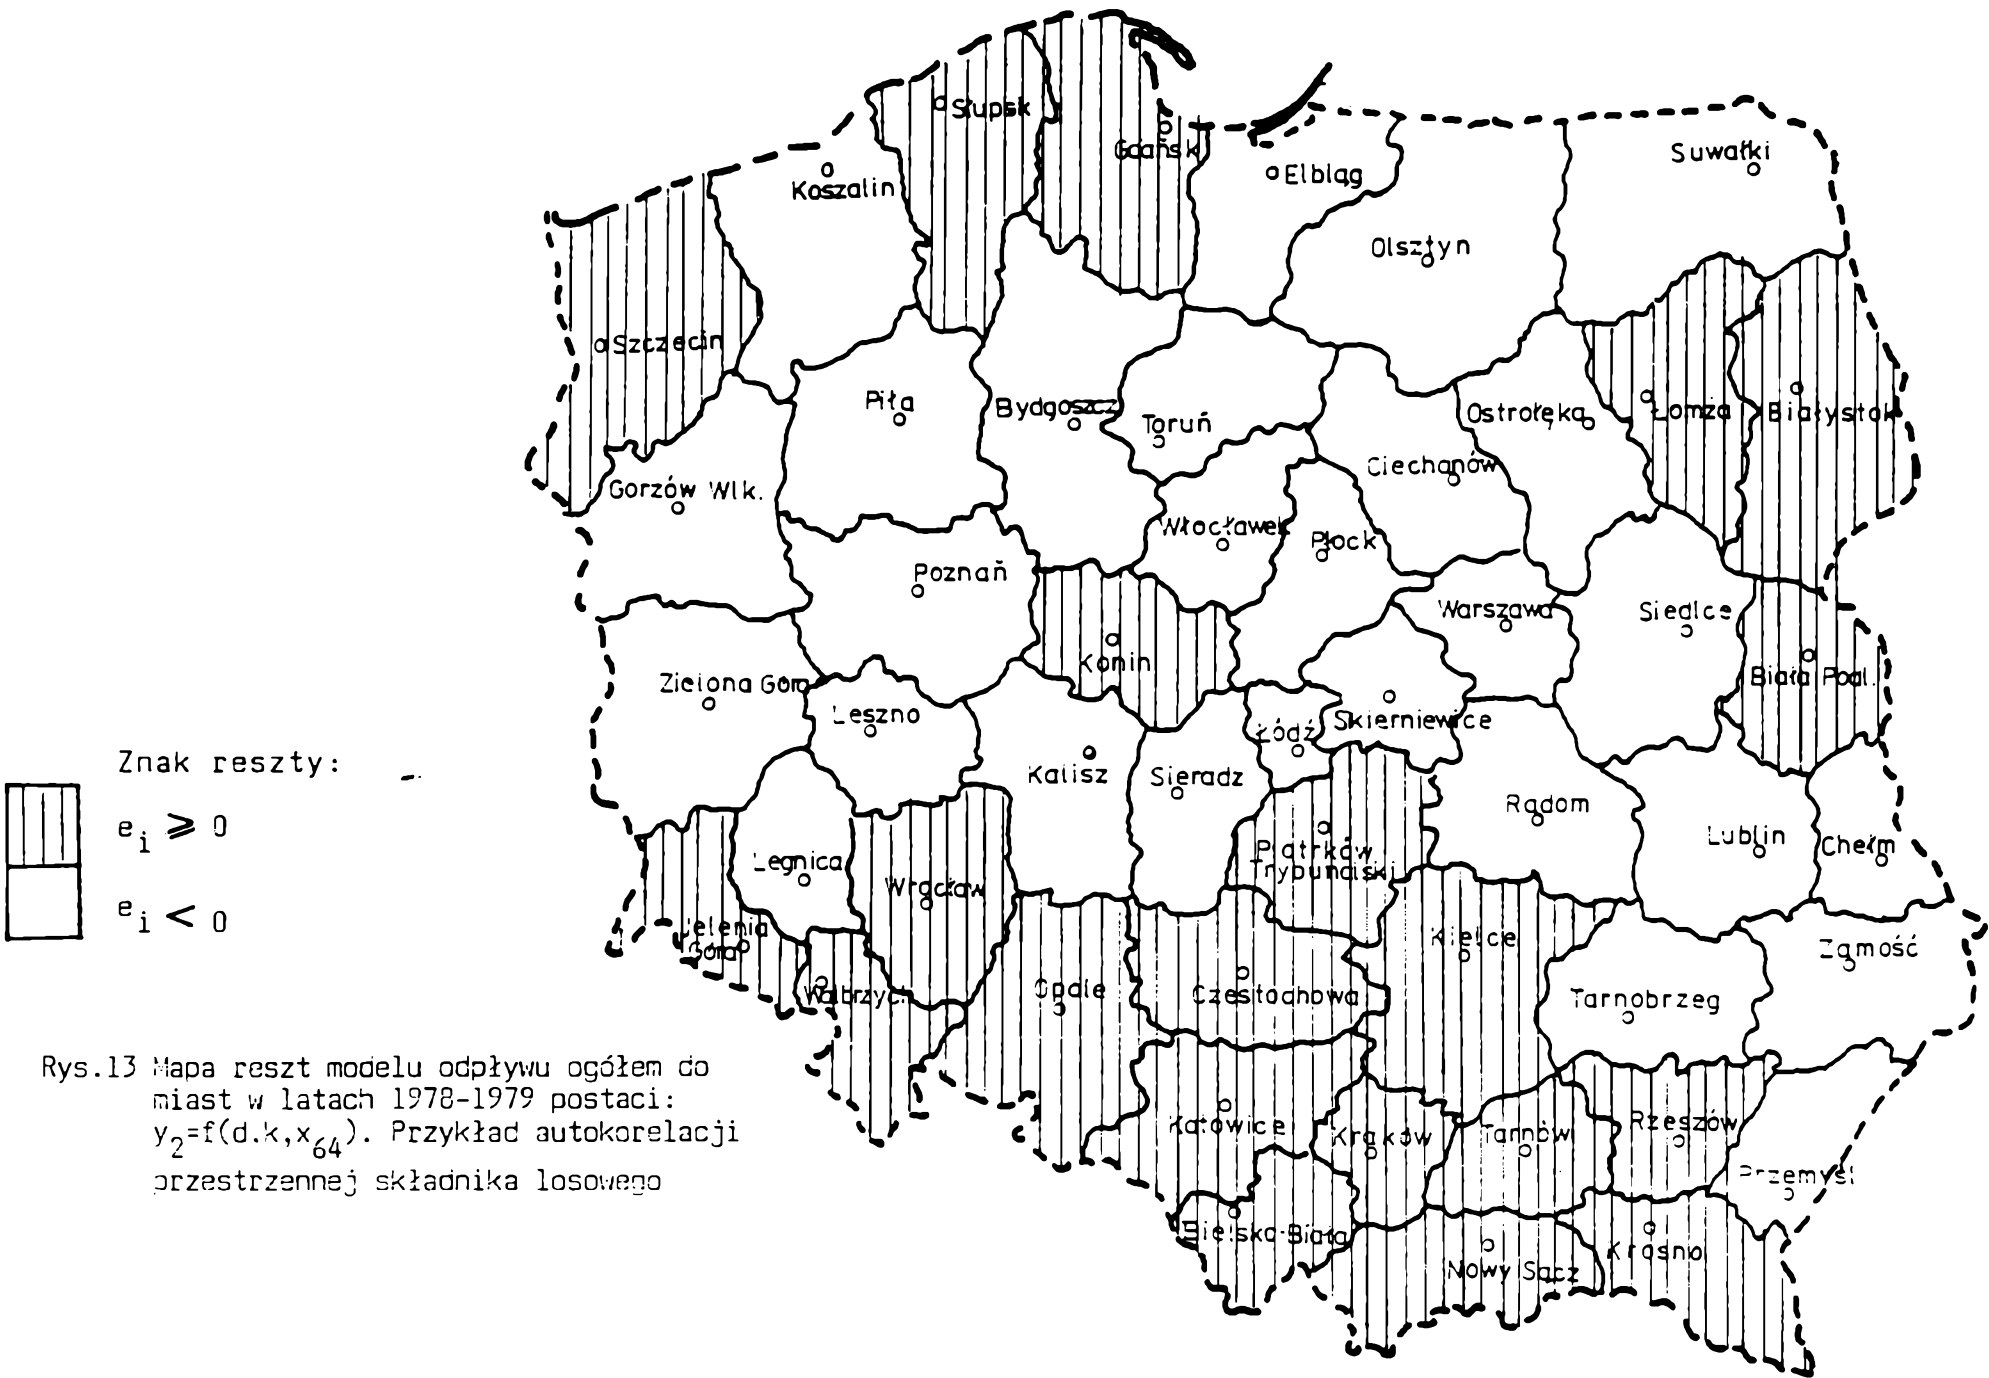 Słupsk
Gdańsk
Koszalin
Elbląg
Suwałki
Olsztyn
Szczecin
Piła
Bydgoszcz
Toruń
Ostrołęka
Łomża
Białystok
Ciechanów
Gorzów Wlk.
Włocławek
Płock
Poznań
Warszawa
Siedlce
Konin
Biała Podl.
Zielona Góra
Leszno
Łódź
Skierniewice
Kalisz
Sieradz
Radom
Lublin
Chełm
Legnica
Wrocław
Piotrków
Trybunalski
Jelenia
Góra
Kielce
Zamość
Wałbrzych
Opole
Częstochowa
Tarnobrzeg
Katowice
Kraków
Tarnów
Rzeszów
Przemyśl
Bielsko-Biała
Nowy Sącz
Krosno
Znak reszty:
ei ⩾ 0
ei < 0
Rys.13 Mapa reszt modelu odpływu ogółem do
miast w latach 1978-1979 postaci:
y2=f(d.k,x64). Przykład autokorelacji
przestrzennej składnika losowego